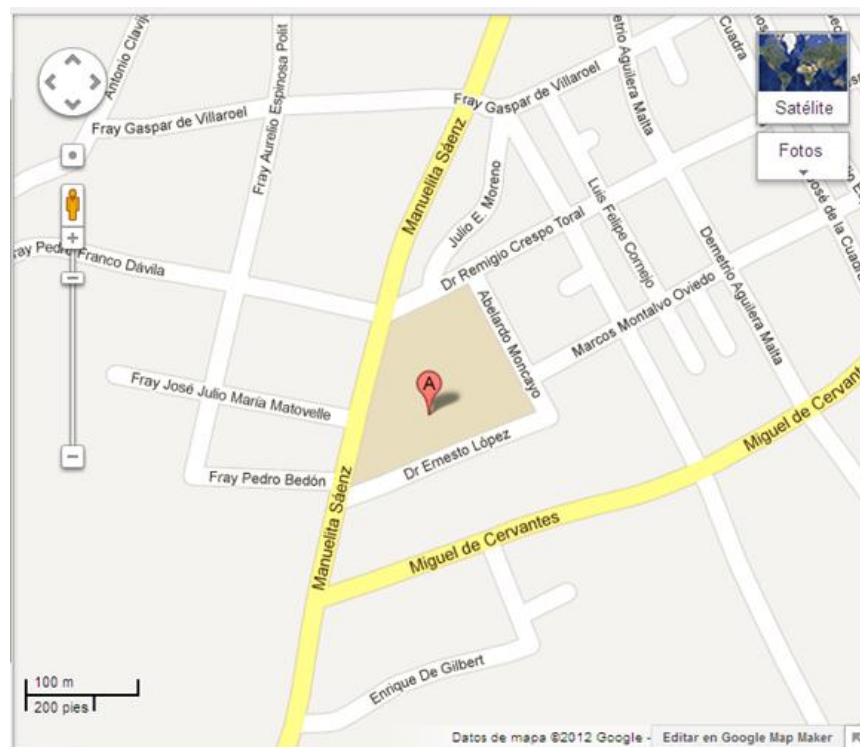 Antonio Clavijo
Fray Aurelio Espinosa Polit
Fray Gaspar de Villaroel
Fray Gaspar de Villaroel
Manuelita Sáenz
Julio E. Moreno
Dr Remigio Crespo Toral
Luis Felipe Cornejo
Aguilera Malta
Cuadra
Satélite
Fotos
José de la Cuadra
Demetrio Aguilera Malta
Marcos Montalvo Oviedo
Abelardo Moncayo
Franco Dávila
A
Fray José Julio María Matovelle
Dr Ernesto López
Fray Pedro Bedón
Manuelita Sáenz
Miguel de Cervantes
Miguel de
Enrique De Gilbert
100 m
200 pies
Datos de mapa ©2012 Google -
Editar en Google Map Maker